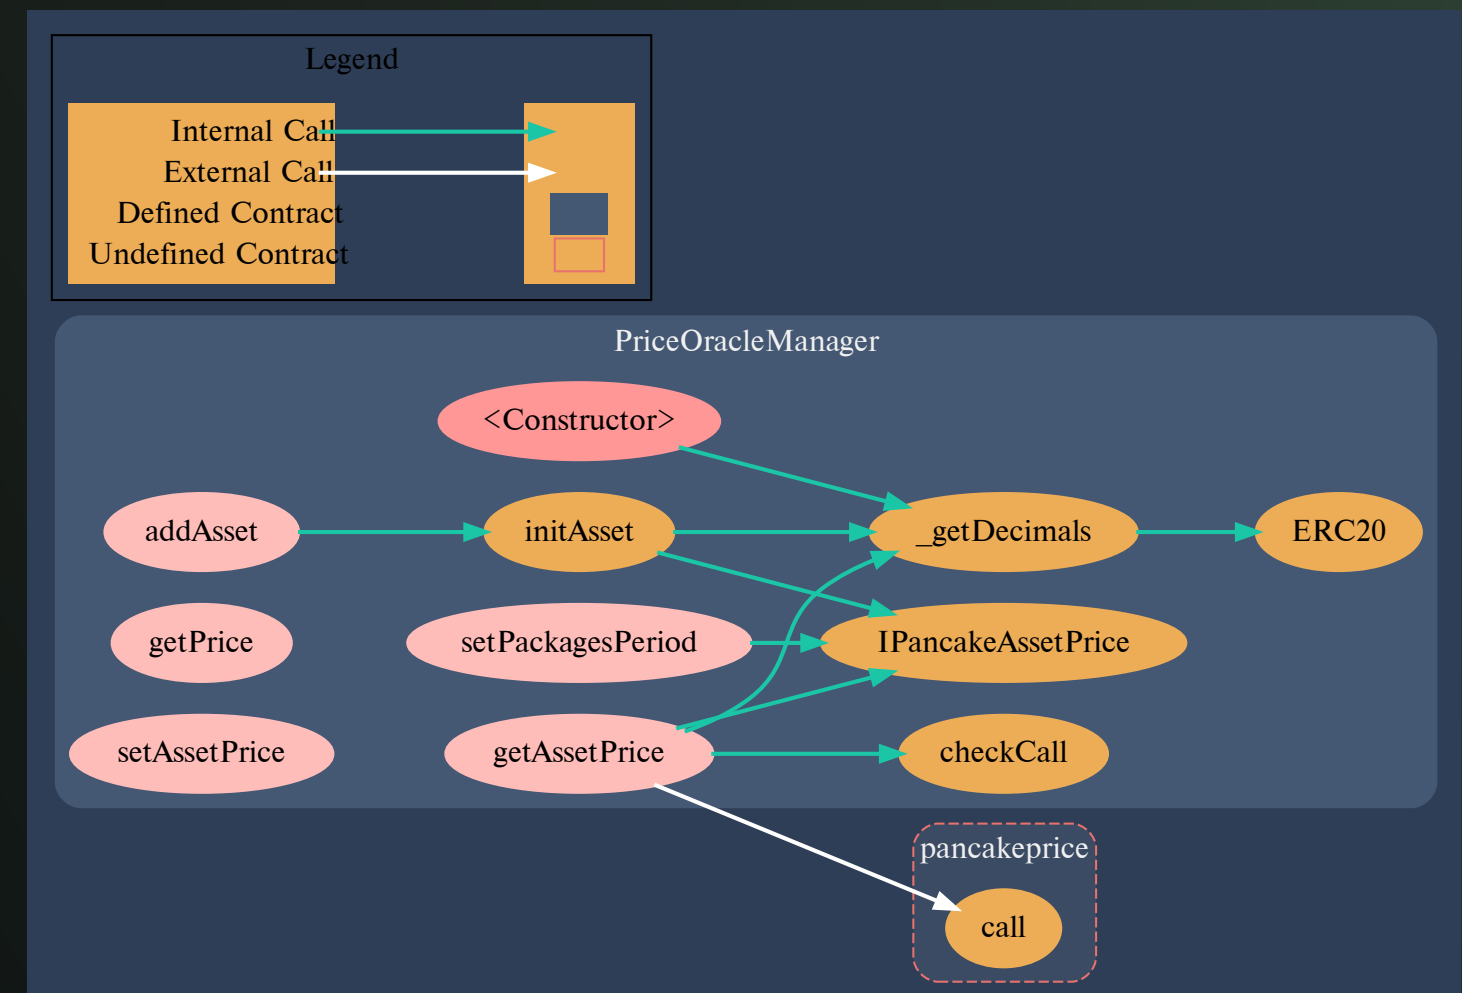 Legend
Internal Call
External Call
Defined Contract
Undefined Contract
PriceOracleManager
<Constructor>
addAsset
initAsset
_getDecimals
ERC20
getPrice
setPackagesPeriod
IPancakeAssetPrice
setAssetPrice
getAssetPrice
checkCall
pancakeprice
call